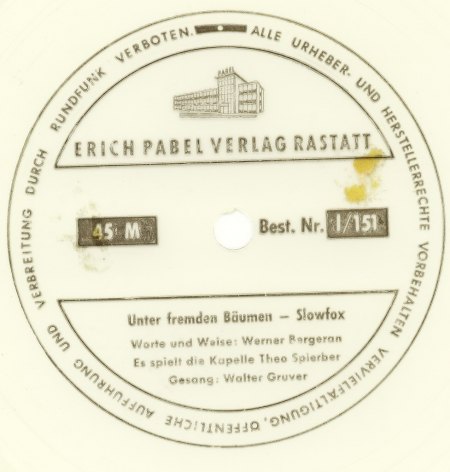 ALLE URHEBER- UND HERSTELLERRECHTE VORBEHALTEN VERVIELFÄLTIGUNG, ÖFFENTLICHE AUFFÜHRUNG UND VERBREITUNG DURCH RUNDFUNK VERBOTEN.
ERICH PABEL VERLAG RASTATT
45 M
Best. Nr. I/151
Unter fremden Bäumen – Slowfox
Worte und Weise: Werner Bergeran
Es spielt die Kapelle Theo Spierber
Gesang: Walter Gruver